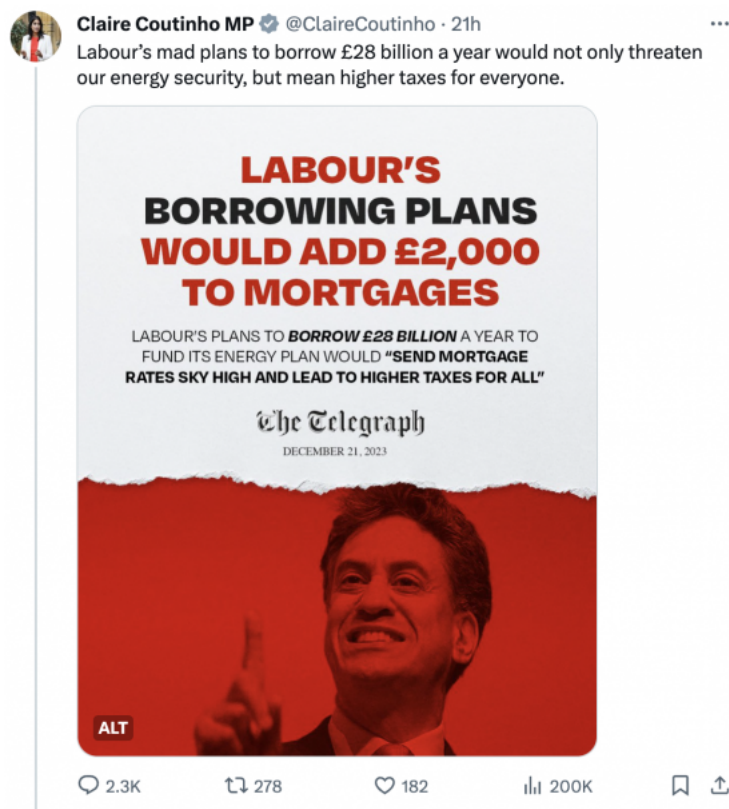 Claire Coutinho MP @ClaireCoutinho · 21h
Labour's mad plans to borrow £28 billion a year would not only threaten
our energy security, but mean higher taxes for everyone.
LABOUR'S
BORROWING PLANS
WOULD ADD £2,000
TO MORTGAGES
LABOUR'S PLANS TO BORROW £28 BILLION A YEAR TO
FUND ITS ENERGY PLAN WOULD “SEND MORTGAGE
RATES SKY HIGH AND LEAD TO HIGHER TAXES FOR ALL”
The Telegraph
DECEMBER 21, 2023
ALT
2.3K 278 182 200K